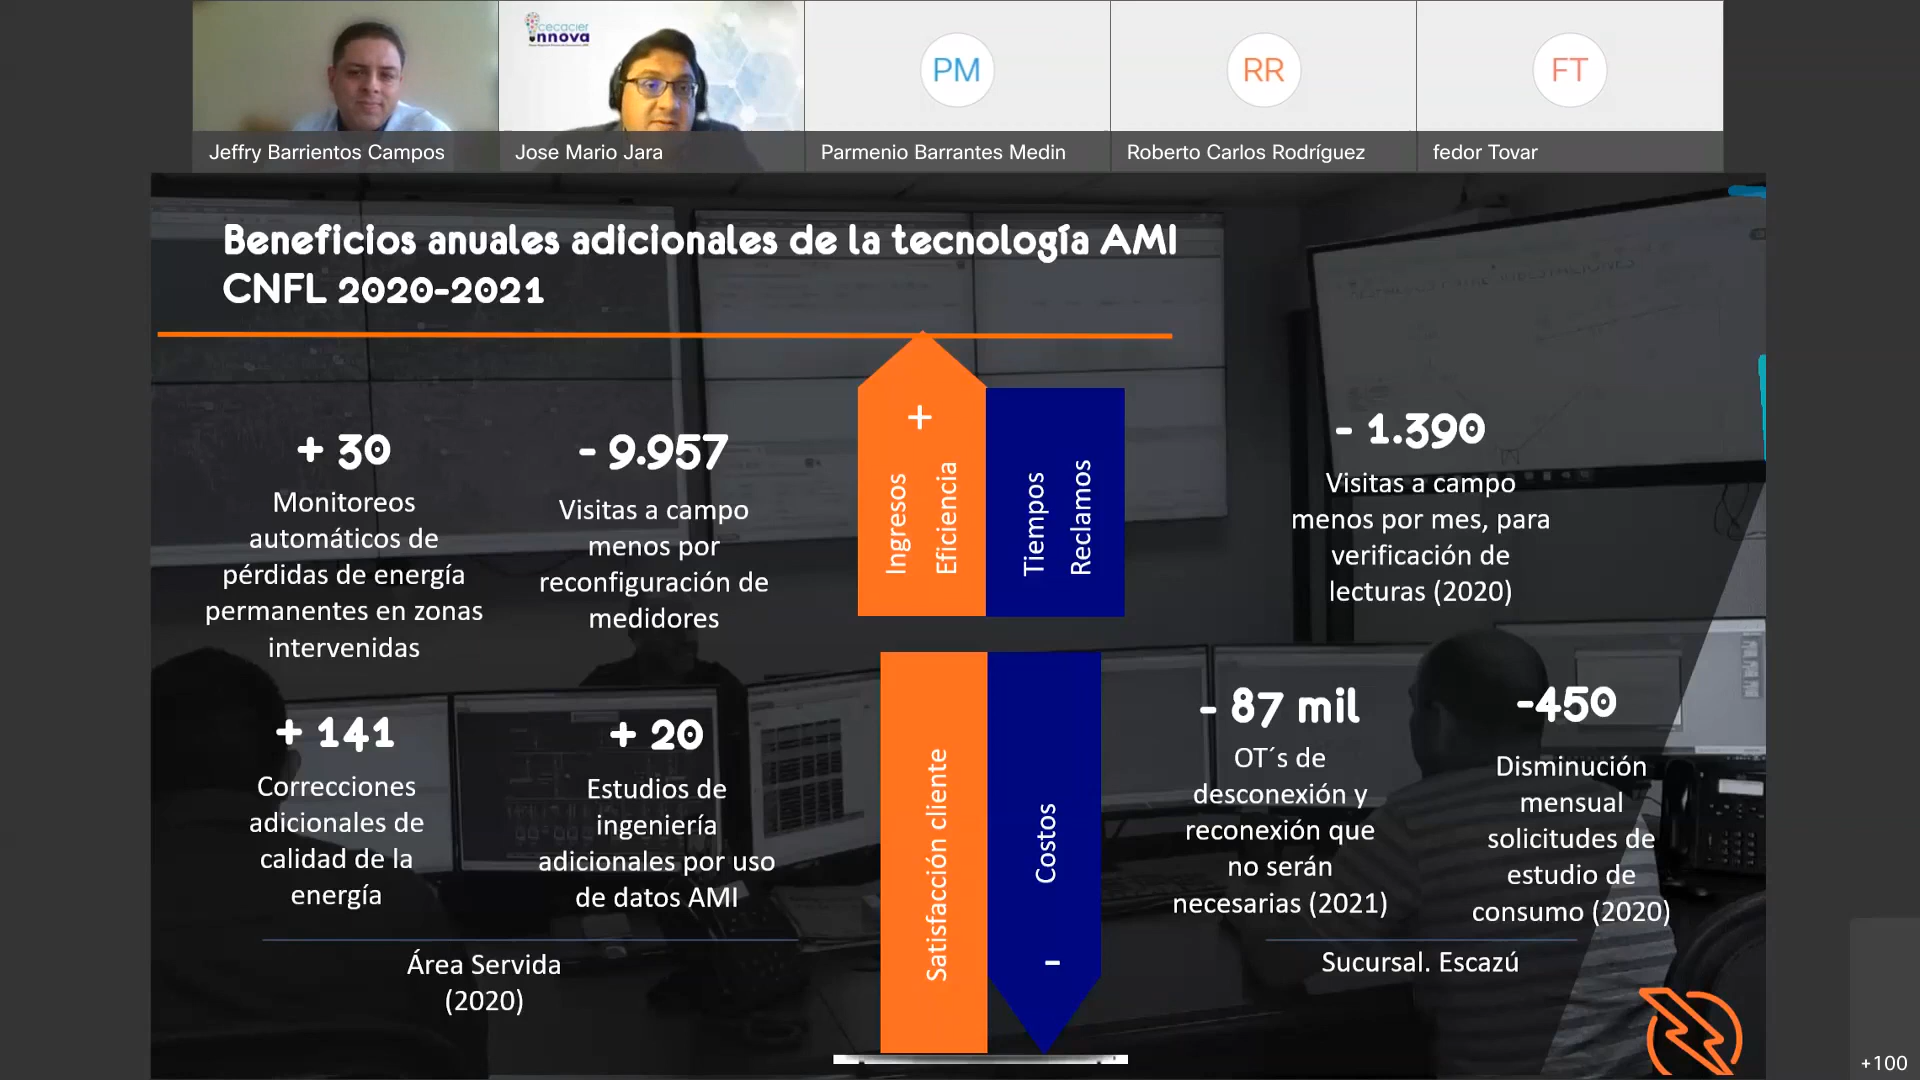 cecacier
innova
PM
RR
FT
Jeffry Barrientos Campos
Jose Mario Jara
Parmenio Barrantes Medin
Roberto Carlos Rodríguez
fedor Tovar
Beneficios anuales adicionales de la tecnología AMI
CNFL 2020-2021
+ 30
Monitoreos
automáticos de
pérdidas de energía
permanentes en zonas
intervenidas
- 9.957
Visitas a campo
menos por
reconfiguración de
medidores
+
Ingresos
Eficiencia
Tiempos
Reclamos
- 1.390
Visitas a campo
menos por mes, para
verificación de
lecturas (2020)
+ 141
Correcciones
adicionales de
calidad de la
energía
+ 20
Estudios de
ingeniería
adicionales por uso
de datos AMI
Área Servida
(2020)
Satisfacción cliente
Costos
-
- 87 mil
OT´s de
desconexión y
reconexión que
no serán
necesarias (2021)
-450
Disminución
mensual
solicitudes de
estudio de
consumo (2020)
Sucursal. Escazú
+100